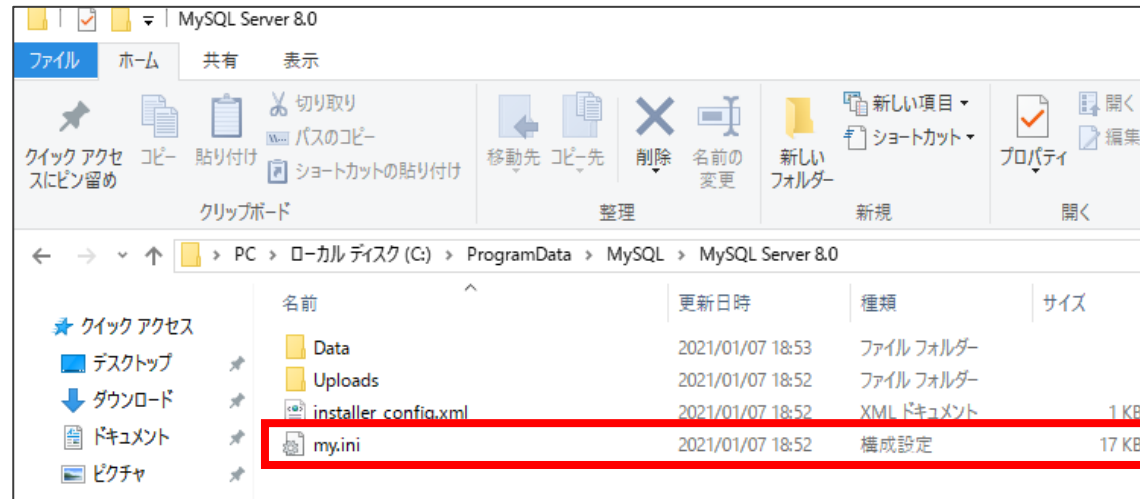 MySQL Server 8.0
ファイル ホーム 共有 表示
クイック アクセスにピン留め
コピー
貼り付け
切り取り
パスのコピー
ショートカットの貼り付け
クリップボード
移動先
コピー先
削除
名前の変更
整理
新しいフォルダー
新しい項目
ショートカット
新規
プロパティ
開く
編集
開く
PC > ローカル ディスク (C:) > ProgramData > MySQL > MySQL Server 8.0
クイック アクセス
デスクトップ
ダウンロード
ドキュメント
ピクチャ
名前 更新日時 種類 サイズ
Data 2021/01/07 18:53 ファイル フォルダー
Uploads 2021/01/07 18:52 ファイル フォルダー
installer_config.xml 2021/01/07 18:52 XML ドキュメント 1 KB
my.ini 2021/01/07 18:52 構成設定 17 KB